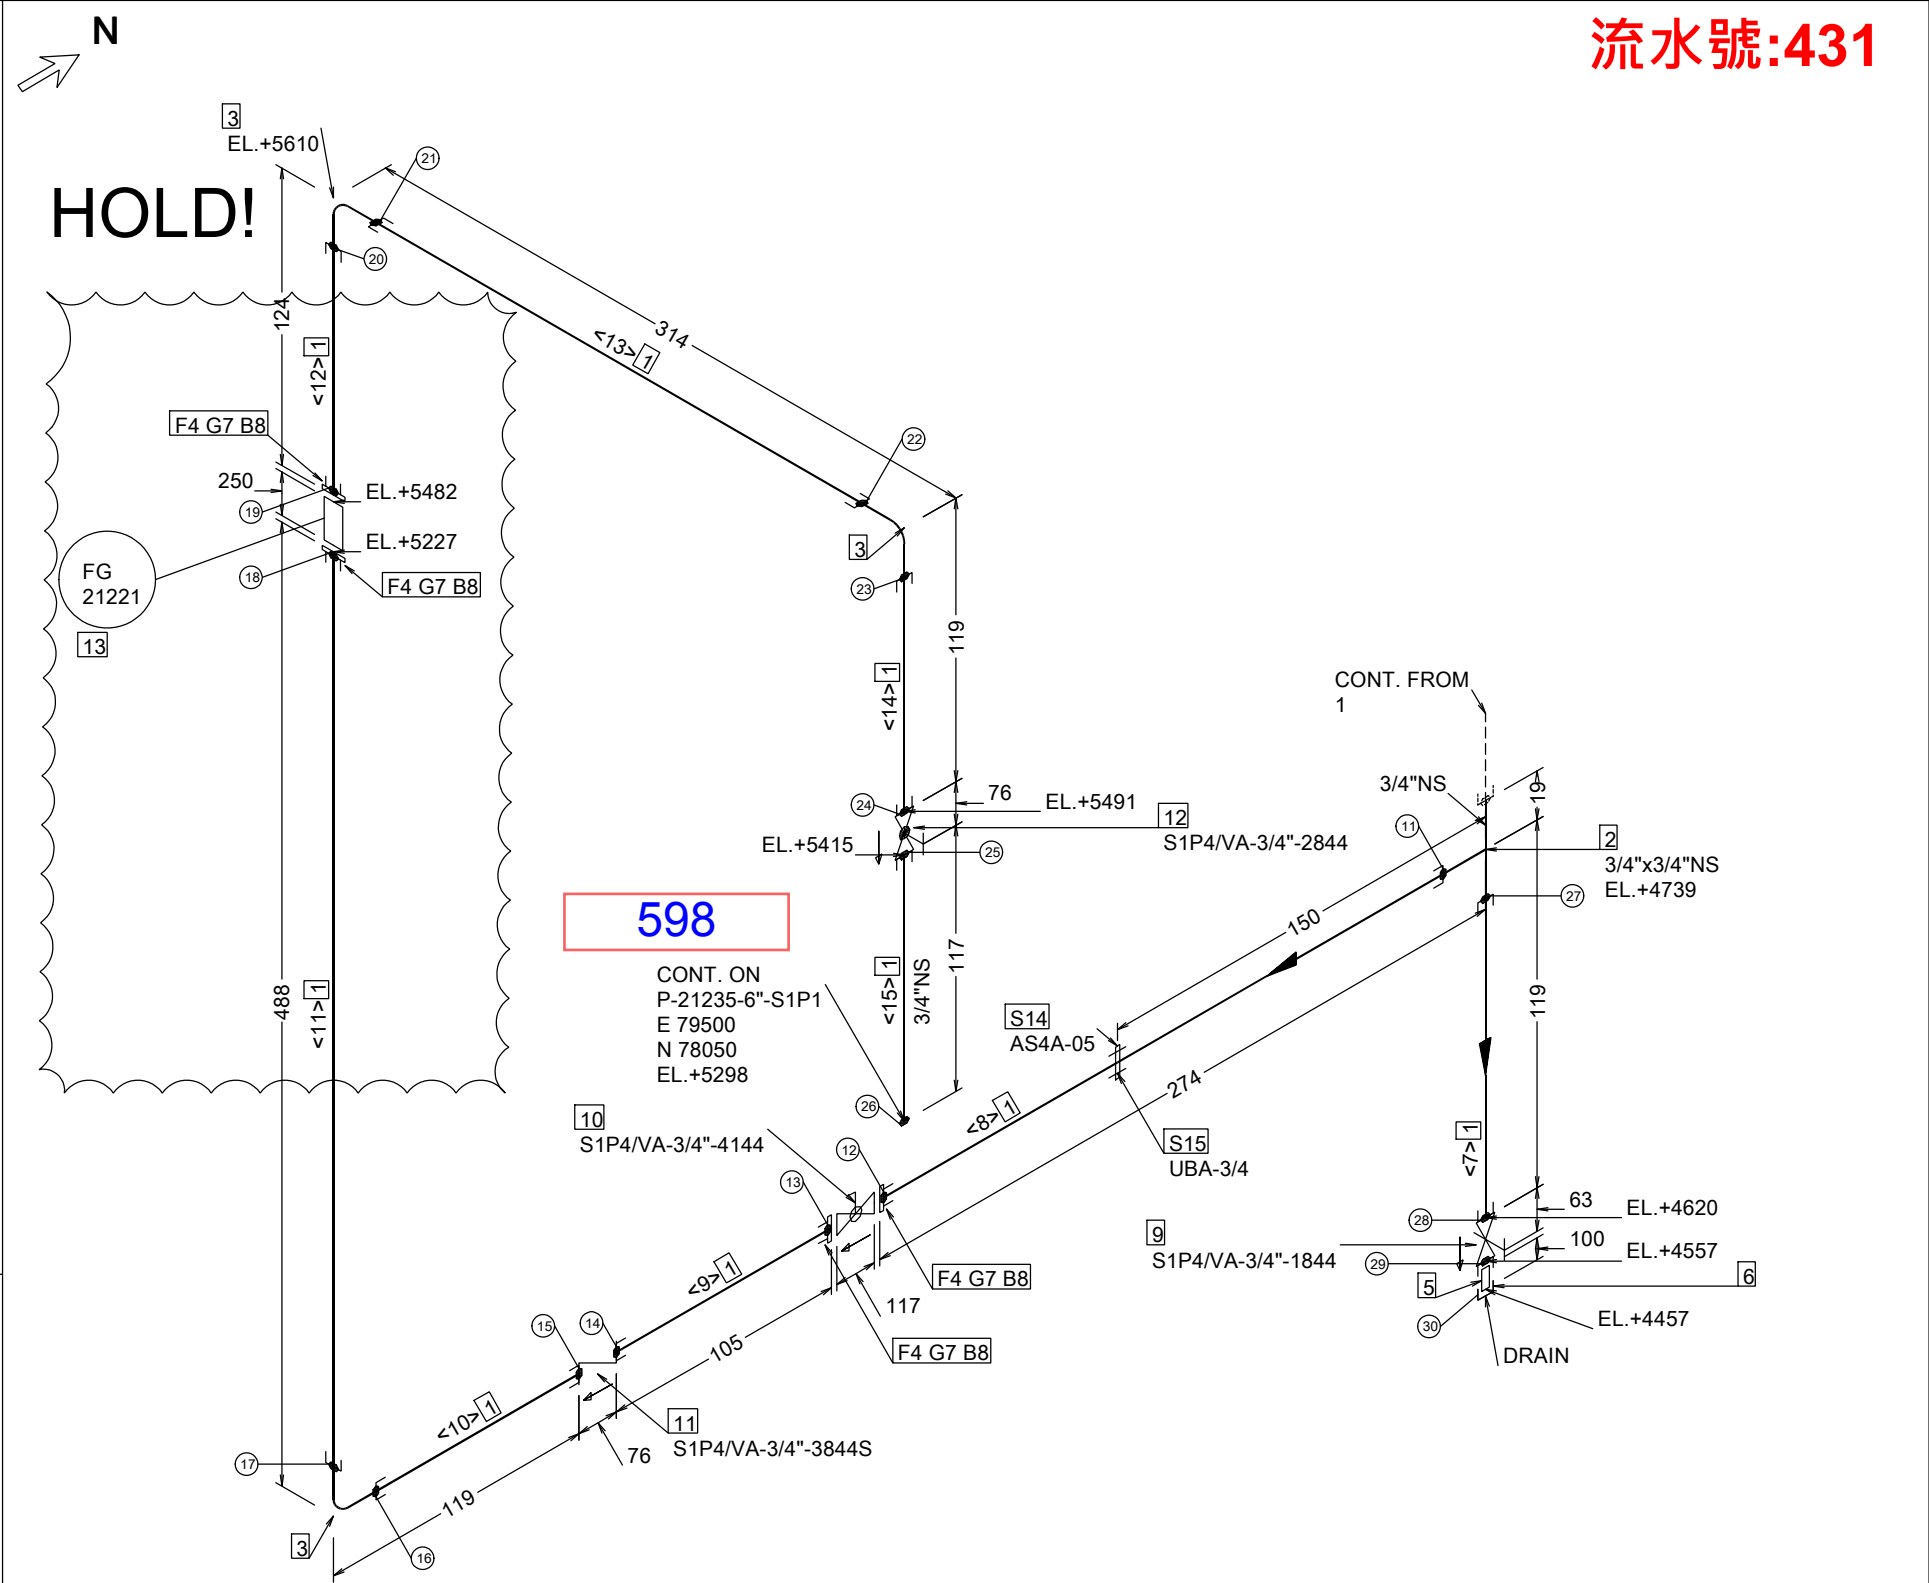 N
流水號:431
3
EL.+5610
21
HOLD!
20
124
314
<12>1
<13>1
F4 G7 B8
22
250
EL.+5482
19
3
EL.+5227
FG
21221
18
F4 G7 B8
23
13
119
<14>1
CONT. FROM
1
3/4"NS
19
24
76
EL.+5491
12
S1P4/VA-3/4"-2844
11
2
3/4"x3/4"NS
EL.+4739
EL.+5415
25
27
598
150
CONT. ON
P-21235-6"-S1P1
E 79500
N 78050
EL.+5298
<15>1
3/4"NS
117
488
<11>1
S14
AS4A-05
119
274
26
<8>1
10
S1P4/VA-3/4"-4144
12
S15
UBA-3/4
<7>1
13
63
EL.+4620
28
9
S1P4/VA-3/4"-1844
100
EL.+4557
29
<9>1
F4 G7 B8
5
6
117
EL.+4457
15
14
30
105
F4 G7 B8
DRAIN
<10>1
11
S1P4/VA-3/4"-3844S
76
17
119
3
16